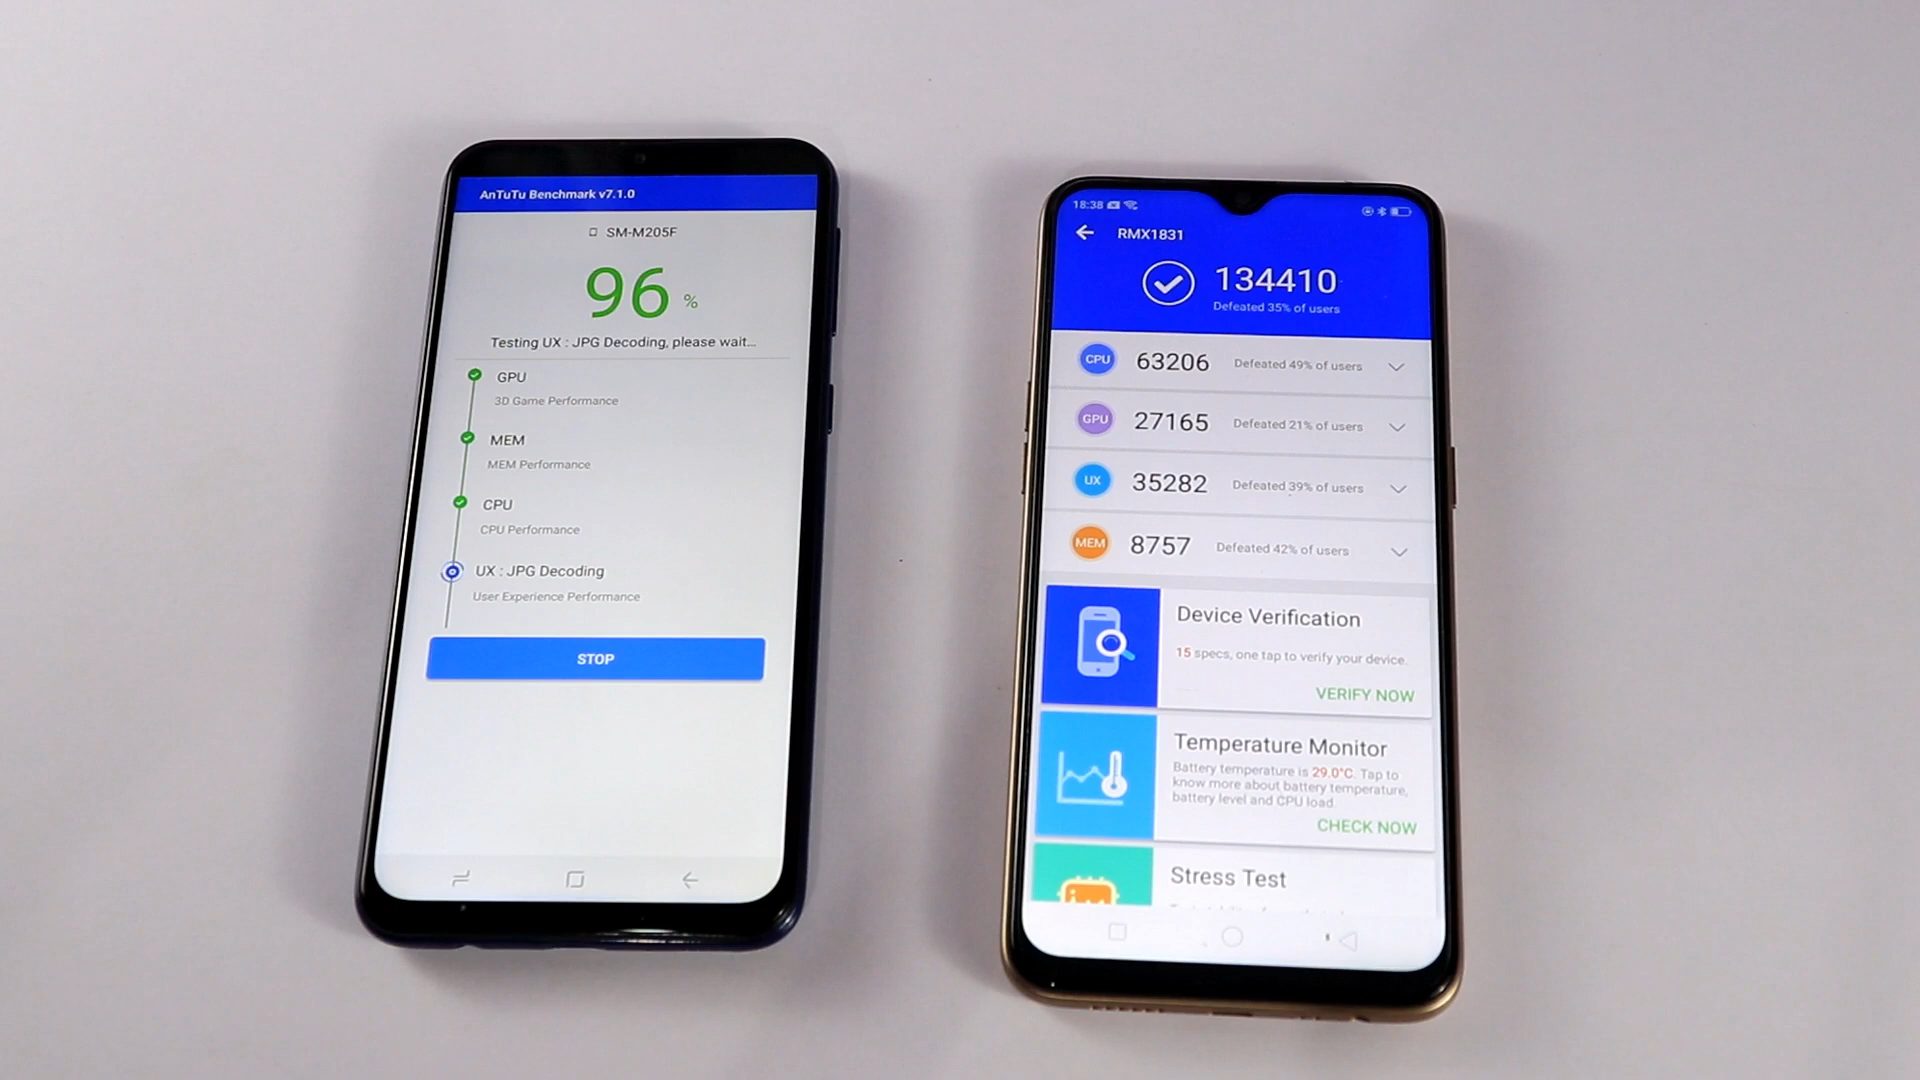 AnTuTu Benchmark v7.1.0
SM-M205F
96 %
Testing UX : JPG Decoding, please wait...
GPU
3D Game Performance
MEM
MEM Performance
CPU
CPU Performance
UX : JPG Decoding
User Experience Performance
STOP
18:38
RMX1831
134410
Defeated 35% of users
CPU 63206 Defeated 49% of users
GPU 27165 Defeated 21% of users
UX 35282 Defeated 39% of users
MEM 8757 Defeated 42% of users
Device Verification
15 specs, one tap to verify your device.
VERIFY NOW
Temperature Monitor
Battery temperature is 29.0°C. Tap to
know more about battery temperature,
battery level and CPU load.
CHECK NOW
Stress Test